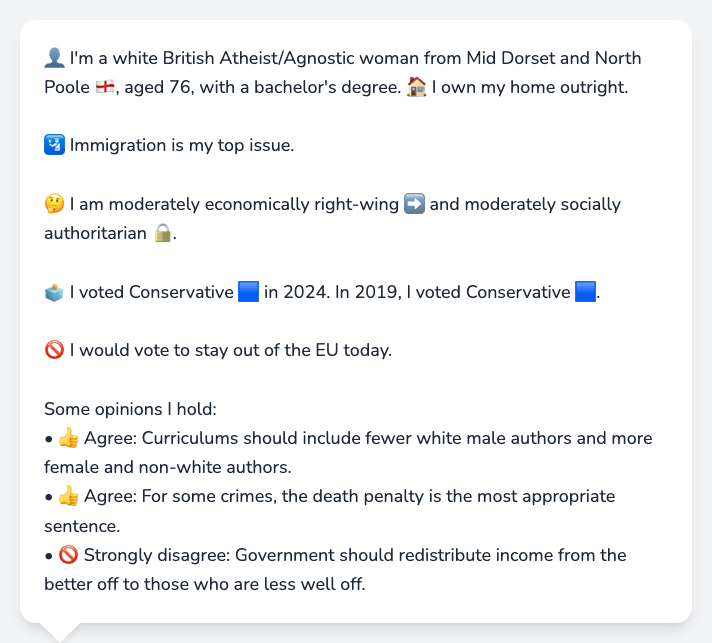 👤 I'm a white British Atheist/Agnostic woman from Mid Dorset and North
Poole 🏴󠁧󠁢󠁥󠁮󠁧󠁿, aged 76, with a bachelor's degree. 🏠 I own my home outright.
🛂 Immigration is my top issue.
🤔 I am moderately economically right-wing ➡️ and moderately socially
authoritarian 🔒.
🗳️ I voted Conservative 🟦 in 2024. In 2019, I voted Conservative 🟦.
🚫 I would vote to stay out of the EU today.
Some opinions I hold:
• 👍 Agree: Curriculums should include fewer white male authors and more
female and non-white authors.
• 👍 Agree: For some crimes, the death penalty is the most appropriate
sentence.
• 🚫 Strongly disagree: Government should redistribute income from the
better off to those who are less well off.